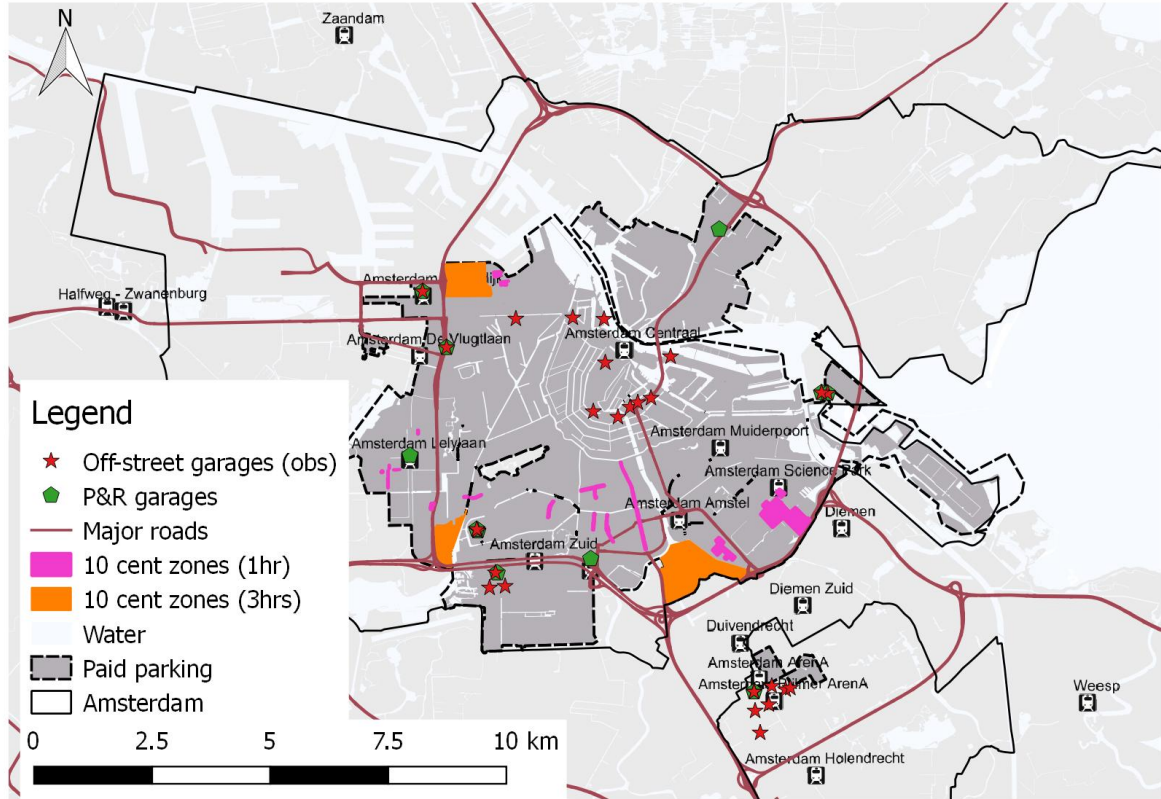 N
Zaandam
Halfweg - Zwanenburg
Amsterdam
Amsterdam De Vlugtlaan
Amsterdam Centraal
Amsterdam Lelylaan
Amsterdam Muiderpoort
Amsterdam Science Park
Amsterdam Amstel
Diemen
Amsterdam Zuid
Diemen Zuid
Duivendrecht
Amsterdam ArenA
Amsterdam Bijlmer ArenA
Weesp
Amsterdam Holendrecht
Legend
Off-street garages (obs)
P&R garages
Major roads
10 cent zones (1hr)
10 cent zones (3hrs)
Water
Paid parking
Amsterdam
0 2.5 5 7.5 10 km